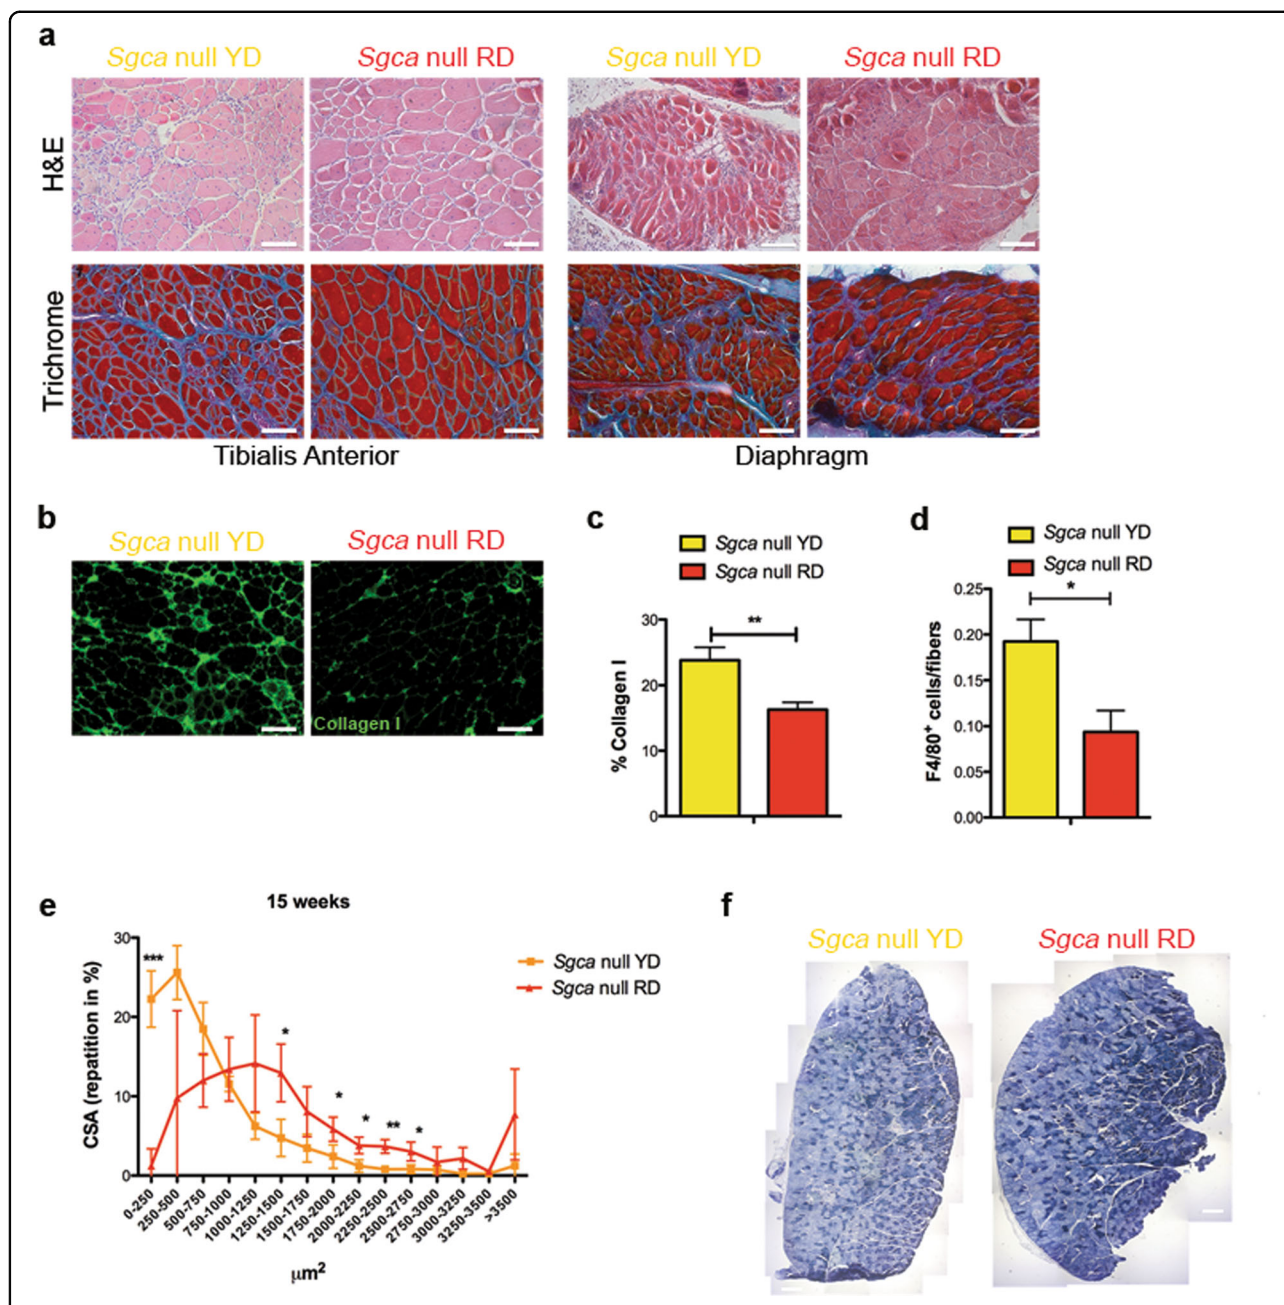 a
Sgca null YD
Sgca null RD
Sgca null YD
Sgca null RD
H&E
Trichrome
Tibialis Anterior
Diaphragm
b
Sgca null YD
Sgca null RD
Collagen I
c
Sgca null YD
Sgca null RD
% Collagen I
30
20
10
0
**
d
Sgca null YD
Sgca null RD
F4/80+ cells/fibers
0.25
0.20
0.15
0.10
0.05
0.00
*
e
15 weeks
CSA (repatition in %)
30
20
10
0
***
*
*
*
**
*
Sgca null YD
Sgca null RD
0-250
250-500
500-750
750-1000
1000-1250
1250-1500
1500-1750
1750-2000
2000-2250
2250-2500
2500-2750
2750-3000
3000-3250
3250-3500
>3500
µm²
f
Sgca null YD
Sgca null RD